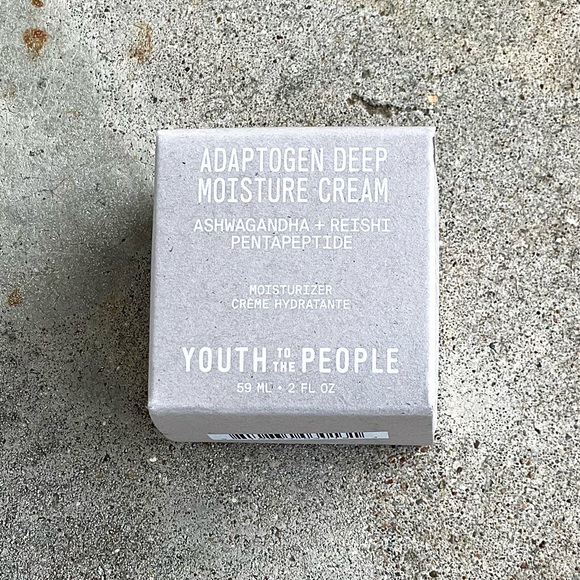 ADAPTOGEN DEEP
MOISTURE CREAM
ASHWAGANDHA + REISHI
PENTAPEPTIDE
MOISTURIZER
CRÈME HYDRATANTE
YOUTH TO THE PEOPLE
59 ML • 2 FL OZ